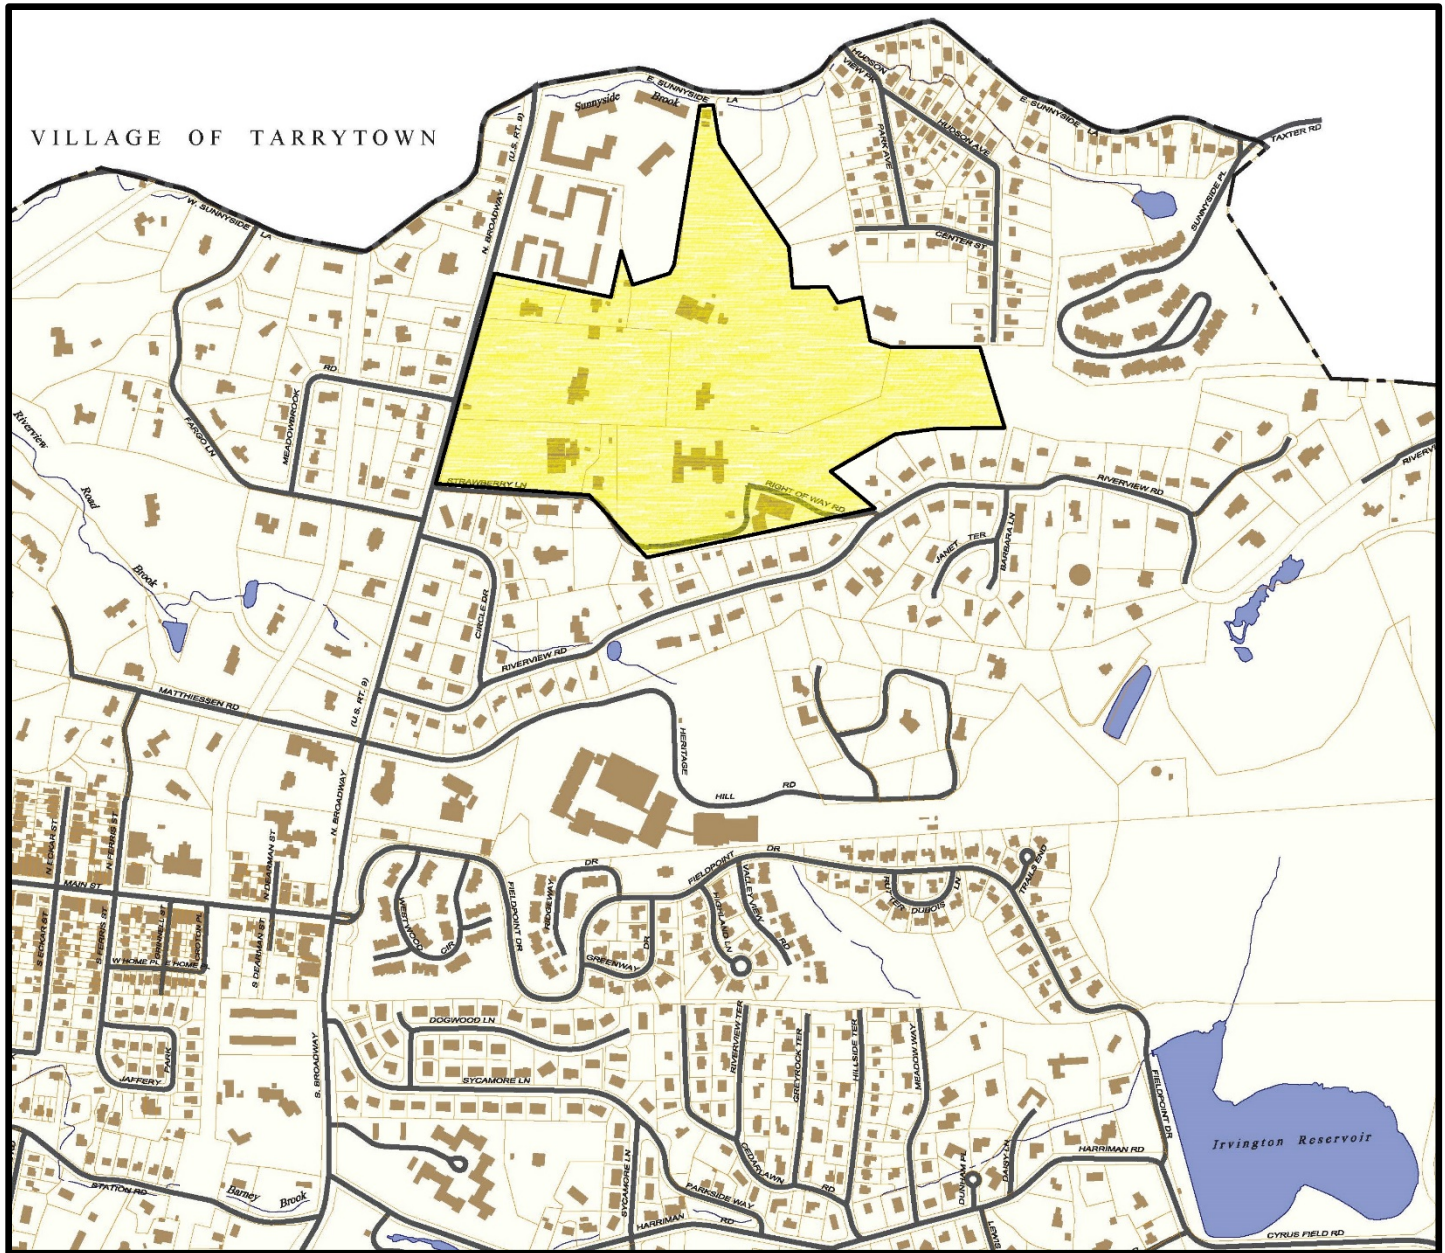 HUDSON
VIEW PK
E. SUNNYSIDE LA
Sunnyside Brook
E. SUNNYSIDE LA
TAXTER RD
VILLAGE OF TARRYTOWN
(U.S. RT. 9)
PARK AVE
HUDSON AVE
SUNNYSIDE PL
W. SUNNYSIDE LA
N. BROADWAY
CENTER ST
RD
MEADOWBROOK
FARGO LN
Riverview
Road
Brook
STRAWBERRY LN
RIGHT OF WAY RD
RIVERVIEW RD
JANET TER
BARBARA LN
CIRCLE DR
RIVERVIEW RD
MATTHIESSEN RD
(U.S. RT. 9)
HERITAGE
HILL
RD
N. BROADWAY
N ECKAR ST
N FERRIS ST
N DEARMAN ST
MAIN ST
S ECKAR ST
S FERRIS ST
GRINNELL ST
CROTON PL
S DEARMAN ST
W HOME PL
E HOME PL
WESTWOOD
CIR
FIELDPOINT DR
RIDGEWAY
DR
GREENWAY
DR
FIELDPOINT
DR
HIGHLAND LN
VALLEY VIEW
RD
RUTTER
DUBOIS
LN
TRAILS END
JAFFERY
PARK
S. BROADWAY
DOGWOOD LN
SYCAMORE LN
RIVERVIEW TER
GREYROCK TER
HILLSIDE TER
MEADOW WAY
FIELDPOINT DR
Irvington Reservoir
STATION RD
Barney
Brook
SYCAMORE LN
PARKSIDE WAY
CEDARLAWN
RD
DUNHAM PL
DAISY LN
HARRIMAN RD
HARRIMAN
RD
LEWIS
CYRUS FIELD RD